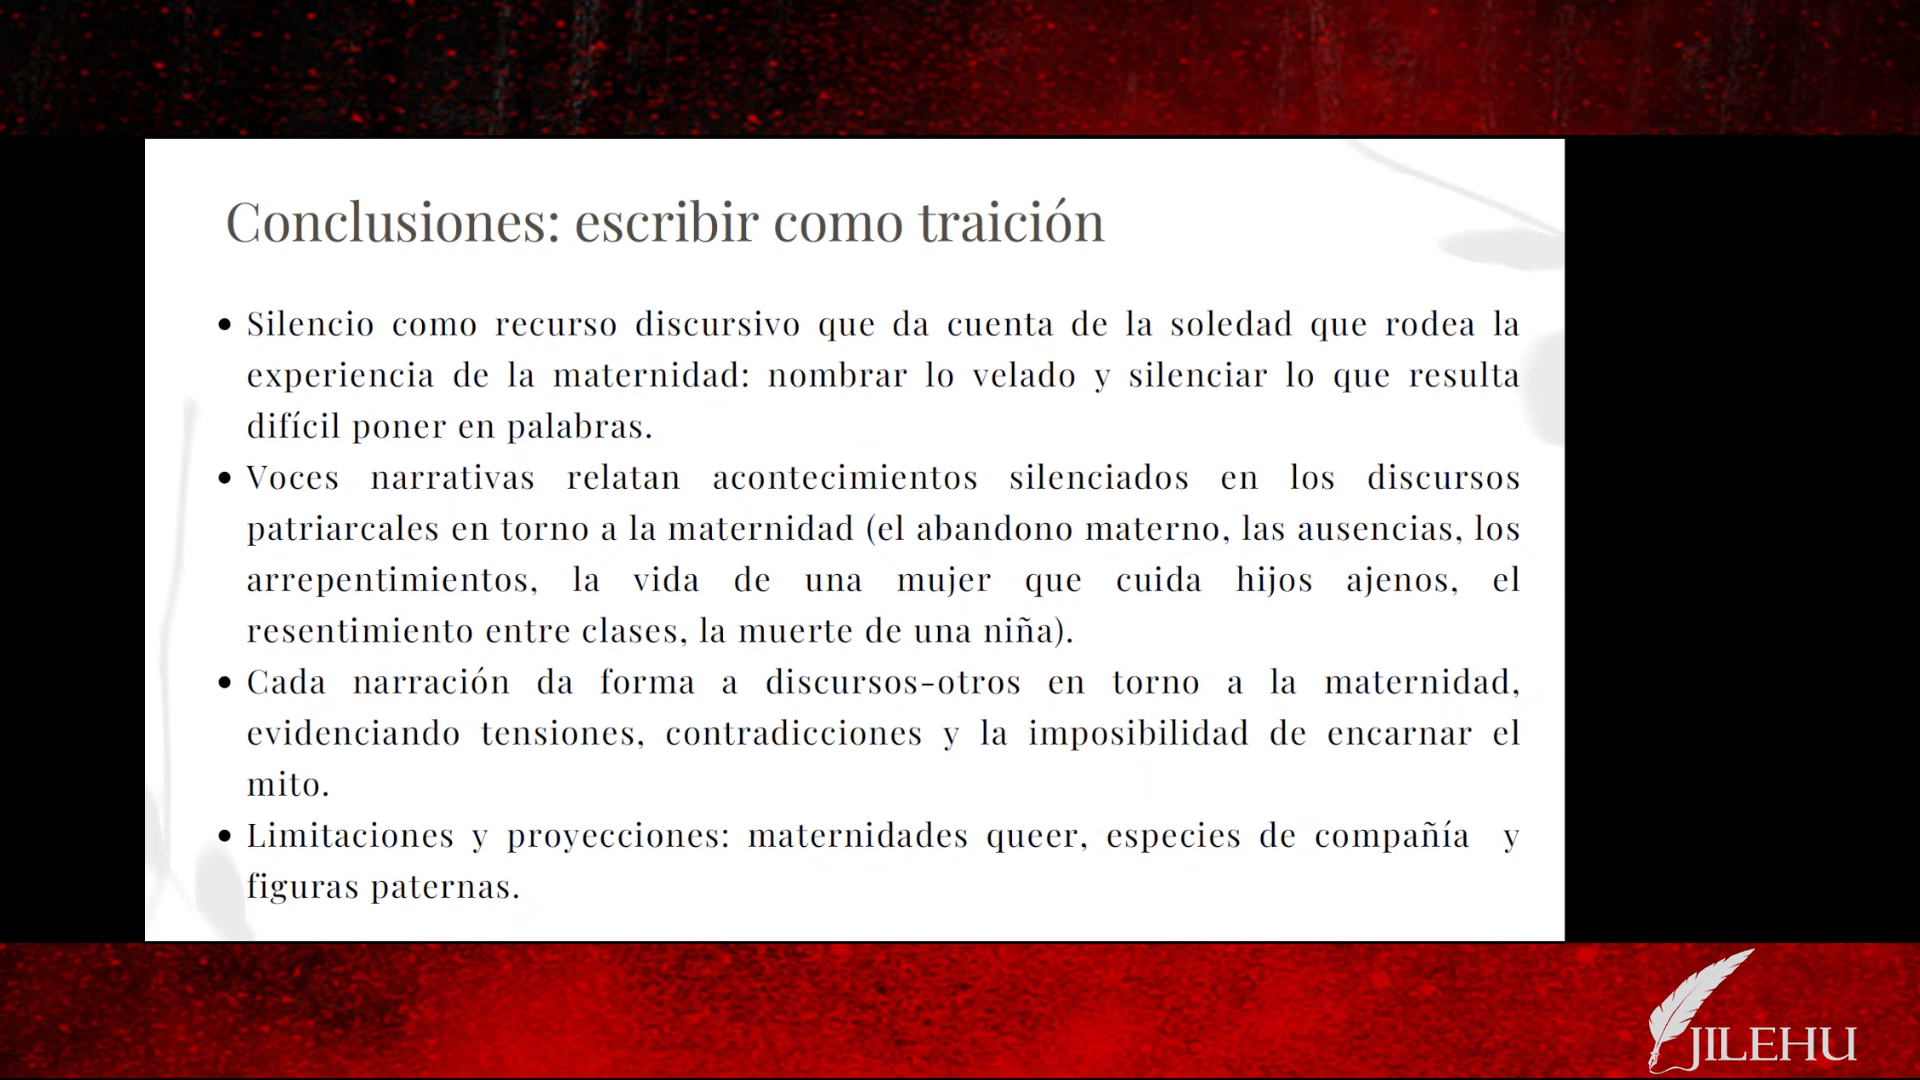 Conclusiones: escribir como traición
• Silencio como recurso discursivo que da cuenta de la soledad que rodea la
experiencia de la maternidad: nombrar lo velado y silenciar lo que resulta
difícil poner en palabras.
• Voces narrativas relatan acontecimientos silenciados en los discursos
patriarcales en torno a la maternidad (el abandono materno, las ausencias, los
arrepentimientos, la vida de una mujer que cuida hijos ajenos, el
resentimiento entre clases, la muerte de una niña).
• Cada narración da forma a discursos-otros en torno a la maternidad,
evidenciando tensiones, contradicciones y la imposibilidad de encarnar el
mito.
• Limitaciones y proyecciones: maternidades queer, especies de compañía y
figuras paternas.
JILEHU